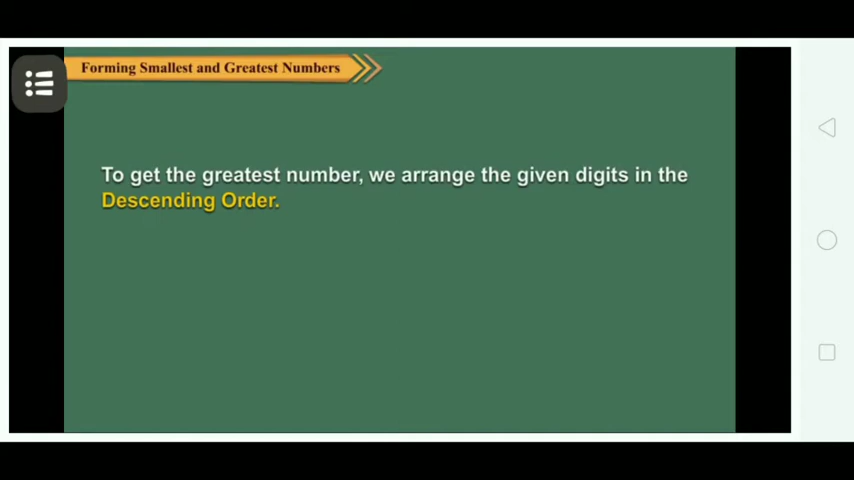 Forming Smallest and Greatest Numbers
To get the greatest number, we arrange the given digits in the
Descending Order.